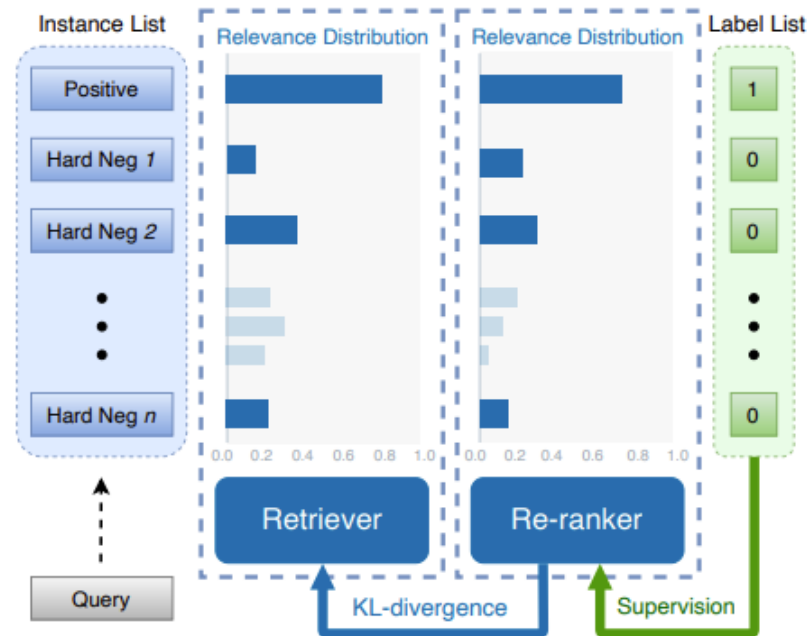 Instance List
Relevance Distribution
Relevance Distribution
Label List
Positive
1
Hard Neg 1
0
Hard Neg 2
0
Hard Neg n
0
0.0 0.2 0.4 0.6 0.8 1.0
0.0 0.2 0.4 0.6 0.8 1.0
Retriever
Re-ranker
Query
KL-divergence
Supervision